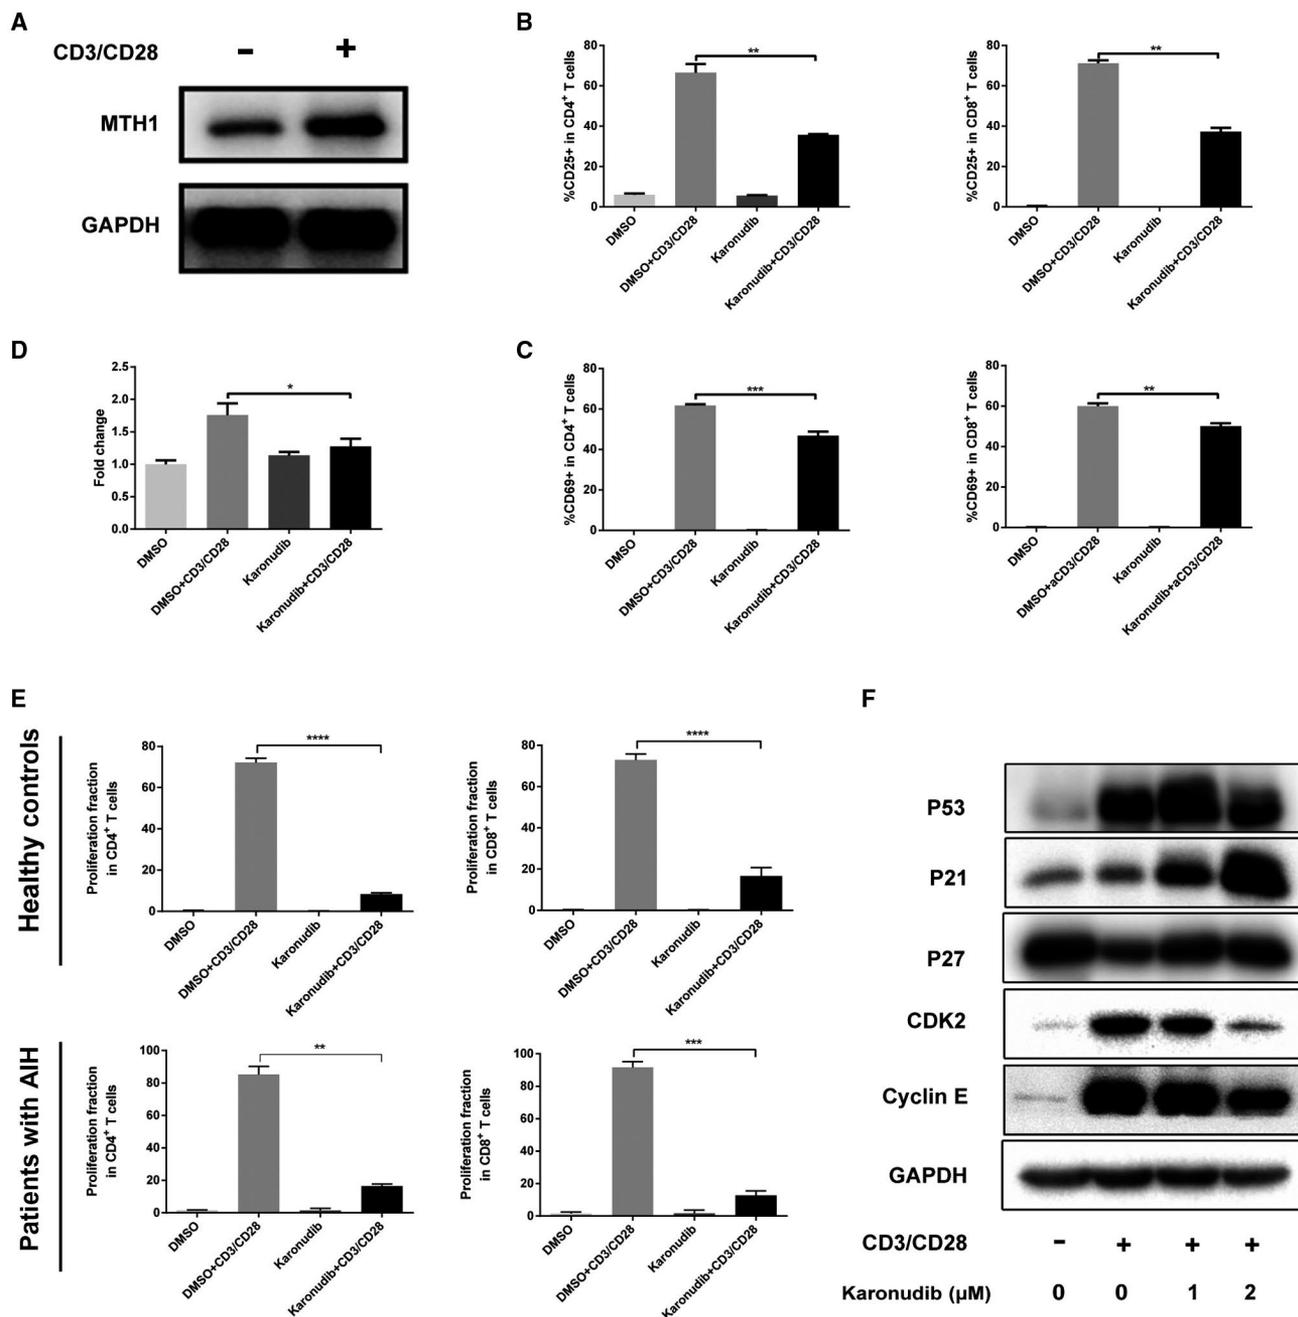 A
CD3/CD28 - +
MTH1
GAPDH
B
%CD25+ in CD4+ T cells
80
60
40
20
0
**
DMSO
DMSO+CD3/CD28
Karonudib
Karonudib+CD3/CD28
%CD25+ in CD8+ T cells
80
60
40
20
0
**
DMSO
DMSO+CD3/CD28
Karonudib
Karonudib+CD3/CD28
D
Fold change
2.5
2.0
1.5
1.0
0.5
0.0
*
DMSO
DMSO+CD3/CD28
Karonudib
Karonudib+CD3/CD28
C
%CD69+ in CD4+ T cells
80
60
40
20
0
***
DMSO
DMSO+CD3/CD28
Karonudib
Karonudib+CD3/CD28
%CD69+ in CD8+ T cells
80
60
40
20
0
**
DMSO
DMSO+aCD3/CD28
Karonudib
Karonudib+aCD3/CD28
E
Healthy controls
Proliferation fraction
in CD4+ T cells
80
60
40
20
0
****
DMSO
DMSO+CD3/CD28
Karonudib
Karonudib+CD3/CD28
Proliferation fraction
in CD8+ T cells
80
60
40
20
0
****
DMSO
DMSO+CD3/CD28
Karonudib
Karonudib+CD3/CD28
Patients with AIH
Proliferation fraction
in CD4+ T cells
100
80
60
40
20
0
**
DMSO
DMSO+CD3/CD28
Karonudib
Karonudib+CD3/CD28
Proliferation fraction
in CD8+ T cells
100
80
60
40
20
0
***
DMSO
DMSO+CD3/CD28
Karonudib
Karonudib+CD3/CD28
F
P53
P21
P27
CDK2
Cyclin E
GAPDH
CD3/CD28 - + + +
Karonudib (μM) 0 0 1 2